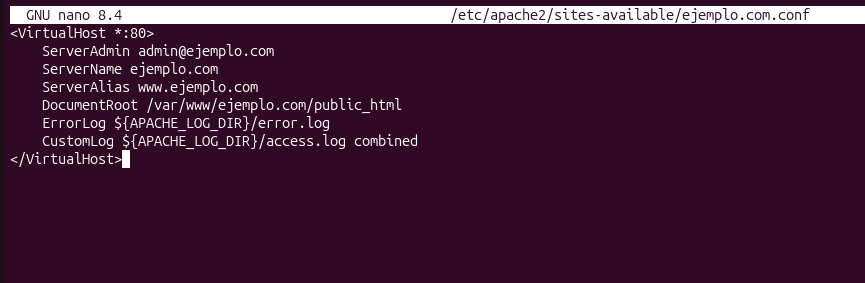 GNU nano 8.4 /etc/apache2/sites-available/ejemplo.com.conf
<VirtualHost *:80>
    ServerAdmin admin@ejemplo.com
    ServerName ejemplo.com
    ServerAlias www.ejemplo.com
    DocumentRoot /var/www/ejemplo.com/public_html
    ErrorLog ${APACHE_LOG_DIR}/error.log
    CustomLog ${APACHE_LOG_DIR}/access.log combined
</VirtualHost>